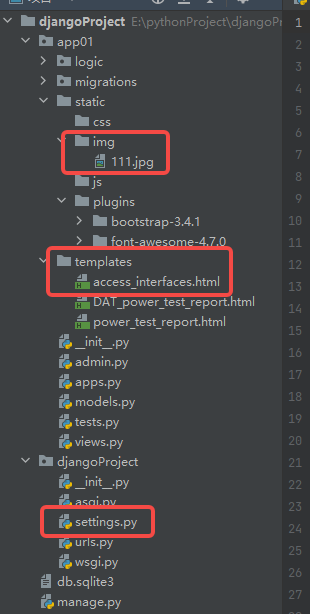 djangoProject E:\pythonProject\djangoPr
1
app01
2
logic
3
migrations
4
static
5
css
6
img
7
111.jpg
8
js
9
plugins
10
bootstrap-3.4.1
11
font-awesome-4.7.0
12
templates
13
access_interfaces.html
14
DAT_power_test_report.html
15
power_test_report.html
16
__init__.py
17
admin.py
18
apps.py
models.py
19
tests.py
20
views.py
21
djangoProject
22
__init__.py
23
asgi.py
settings.py
24
urls.py
25
wsgi.py
26
db.sqlite3
27
manage.py
28